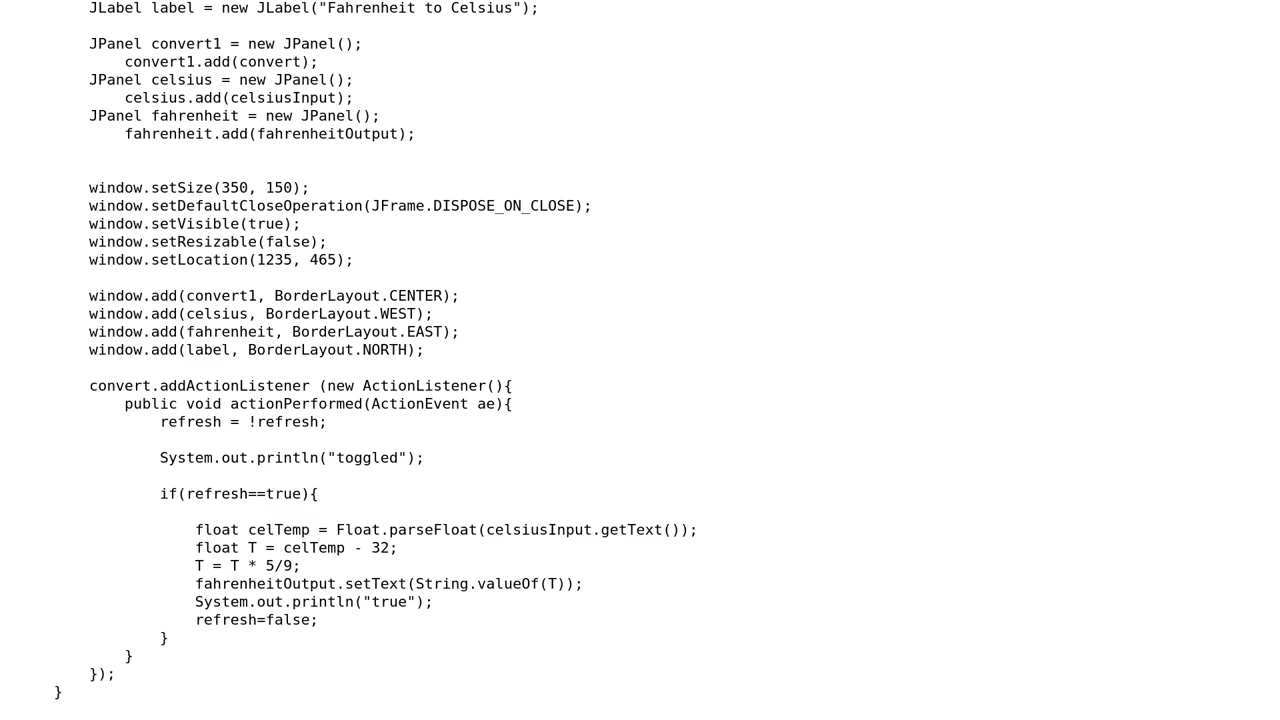 JLabel label = new JLabel("Fahrenheit to Celsius");
JPanel convert1 = new JPanel();
convert1.add(convert);
JPanel celsius = new JPanel();
celsius.add(celsiusInput);
JPanel fahrenheit = new JPanel();
fahrenheit.add(fahrenheitOutput);
window.setSize(350, 150);
window.setDefaultCloseOperation(JFrame.DISPOSE_ON_CLOSE);
window.setVisible(true);
window.setResizable(false);
window.setLocation(1235, 465);
window.add(convert1, BorderLayout.CENTER);
window.add(celsius, BorderLayout.WEST);
window.add(fahrenheit, BorderLayout.EAST);
window.add(label, BorderLayout.NORTH);
convert.addActionListener (new ActionListener(){
public void actionPerformed(ActionEvent ae){
refresh = !refresh;
System.out.println("toggled");
if(refresh==true){
float celTemp = Float.parseFloat(celsiusInput.getText());
float T = celTemp - 32;
T = T * 5/9;
fahrenheitOutput.setText(String.valueOf(T));
System.out.println("true");
refresh=false;
}
}
});
}